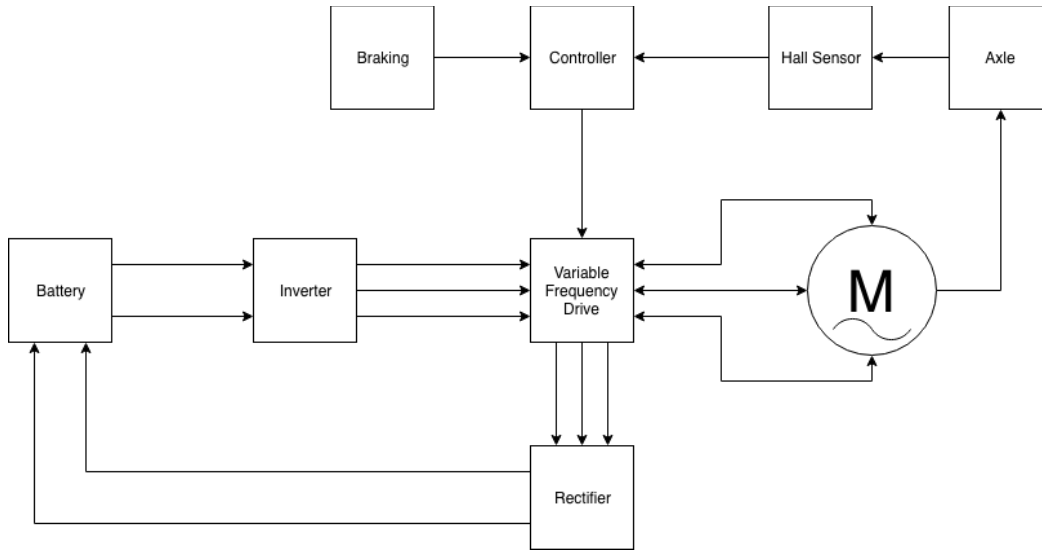 Braking
Controller
Hall Sensor
Axle
Battery
Inverter
Variable
Frequency
Drive
M
Rectifier